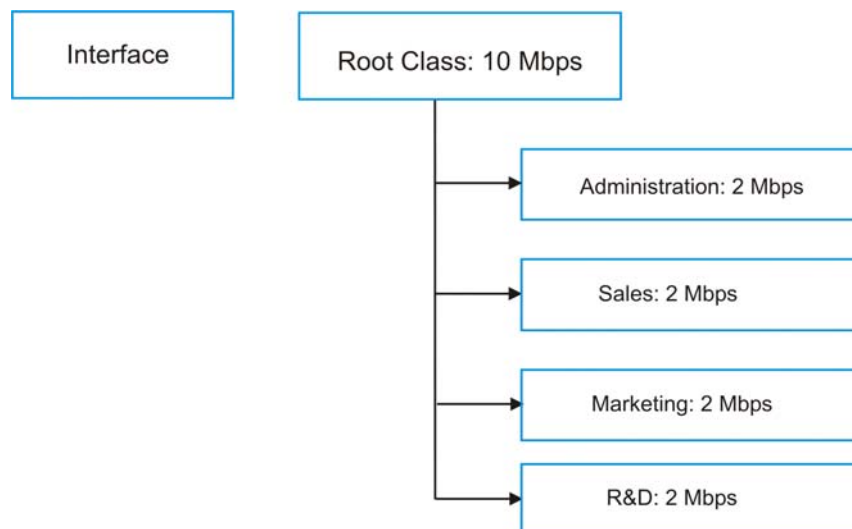 Interface
Root Class: 10 Mbps
Administration: 2 Mbps
Sales: 2 Mbps
Marketing: 2 Mbps
R&D: 2 Mbps